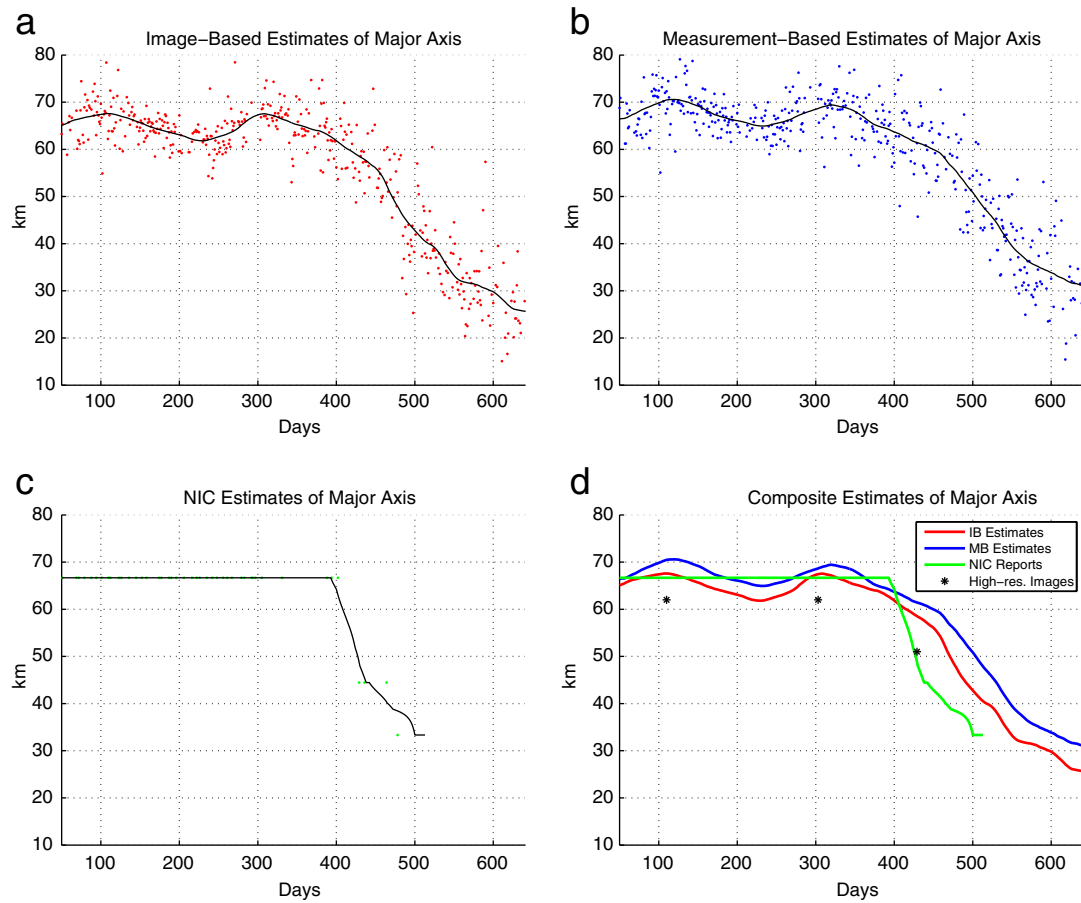 a
Image-Based Estimates of Major Axis
80
70
60
50
40
30
20
10
km
100 200 300 400 500 600
Days
b
Measurement-Based Estimates of Major Axis
80
70
60
50
40
30
20
10
km
100 200 300 400 500 600
Days
c
NIC Estimates of Major Axis
80
70
60
50
40
30
20
10
km
100 200 300 400 500 600
Days
d
Composite Estimates of Major Axis
80
70
60
50
40
30
20
10
km
IB Estimates
MB Estimates
NIC Reports
High-res. Images
100 200 300 400 500 600
Days